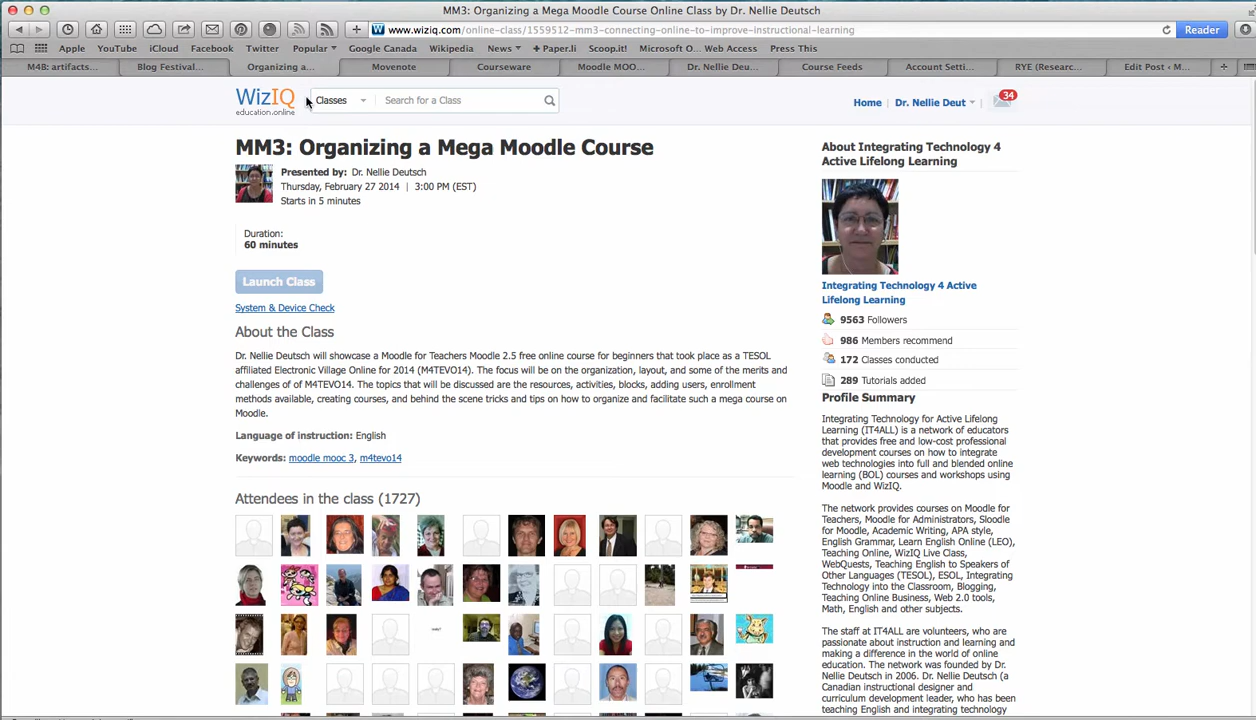 MM3: Organizing a Mega Moodle Course Online Class by Dr. Nellie Deutsch
www.wiziq.com/online-class/1559512-mm3-connecting-online-to-improve-instructional-learning
Reader
Apple YouTube iCloud Facebook Twitter Popular Google Canada Wikipedia News + Paper.li Scoop.it! Microsoft O... Web Access Press This
M4B: artifacts... Blog Festival... Organizing a... Movenote Courseware Moodle MOO... Dr. Nellie Deu... Course Feeds Account Setti... RYE (Researc... Edit Post ‹ M...
WizIQ
education.online
Classes
Search for a Class
Home | Dr. Nellie Deut
34
MM3: Organizing a Mega Moodle Course
Presented by: Dr. Nellie Deutsch
Thursday, February 27 2014 | 3:00 PM (EST)
Starts in 5 minutes
Duration:
60 minutes
Launch Class
System & Device Check
About the Class
Dr. Nellie Deutsch will showcase a Moodle for Teachers Moodle 2.5 free online course for beginners that took place as a TESOL
affiliated Electronic Village Online for 2014 (M4TEVO14). The focus will be on the organization, layout, and some of the merits and
challenges of of M4TEVO14. The topics that will be discussed are the resources, activities, blocks, adding users, enrollment
methods available, creating courses, and behind the scene tricks and tips on how to organize and facilitate such a mega course on
Moodle.
Language of instruction: English
Keywords: moodle mooc 3, m4tevo14
Attendees in the class (1727)
About Integrating Technology 4
Active Lifelong Learning
Integrating Technology 4 Active
Lifelong Learning
9563 Followers
986 Members recommend
172 Classes conducted
289 Tutorials added
Profile Summary
Integrating Technology for Active Lifelong
Learning (IT4ALL) is a network of educators
that provides free and low-cost professional
development courses on how to integrate
web technologies into full and blended online
learning (BOL) courses and workshops using
Moodle and WizIQ.
The network provides courses on Moodle for
Teachers, Moodle for Administrators, Sloodle
for Moodle, Academic Writing, APA style,
English Grammar, Learn English Online (LEO),
Teaching Online, WizIQ Live Class,
WebQuests, Teaching English to Speakers of
Other Languages (TESOL), ESOL, Integrating
Technology into the Classroom, Blogging,
Teaching Online Business, Web 2.0 tools,
Math, English and other subjects.
The staff at IT4ALL are volunteers, who are
passionate about instruction and learning and
making a difference in the world of online
education. The network was founded by Dr.
Nellie Deutsch in 2006. Dr. Nellie Deutsch (a
Canadian instructional designer and
curriculum development leader, who has been
teaching English and integrating technology